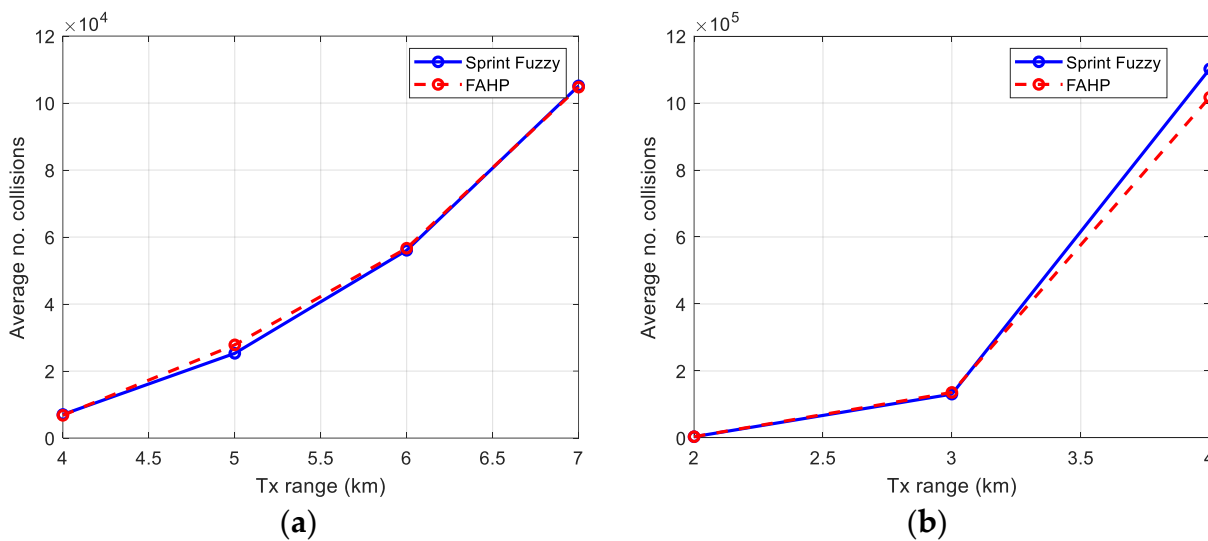 ×10^4
12
10
8
6
4
2
0
Average no. collisions
Sprint Fuzzy
FAHP
4 4.5 5 5.5 6 6.5 7
Tx range (km)
(a)
×10^5
12
10
8
6
4
2
0
Average no. collisions
Sprint Fuzzy
FAHP
2 2.5 3 3.5 4
Tx range (km)
(b)